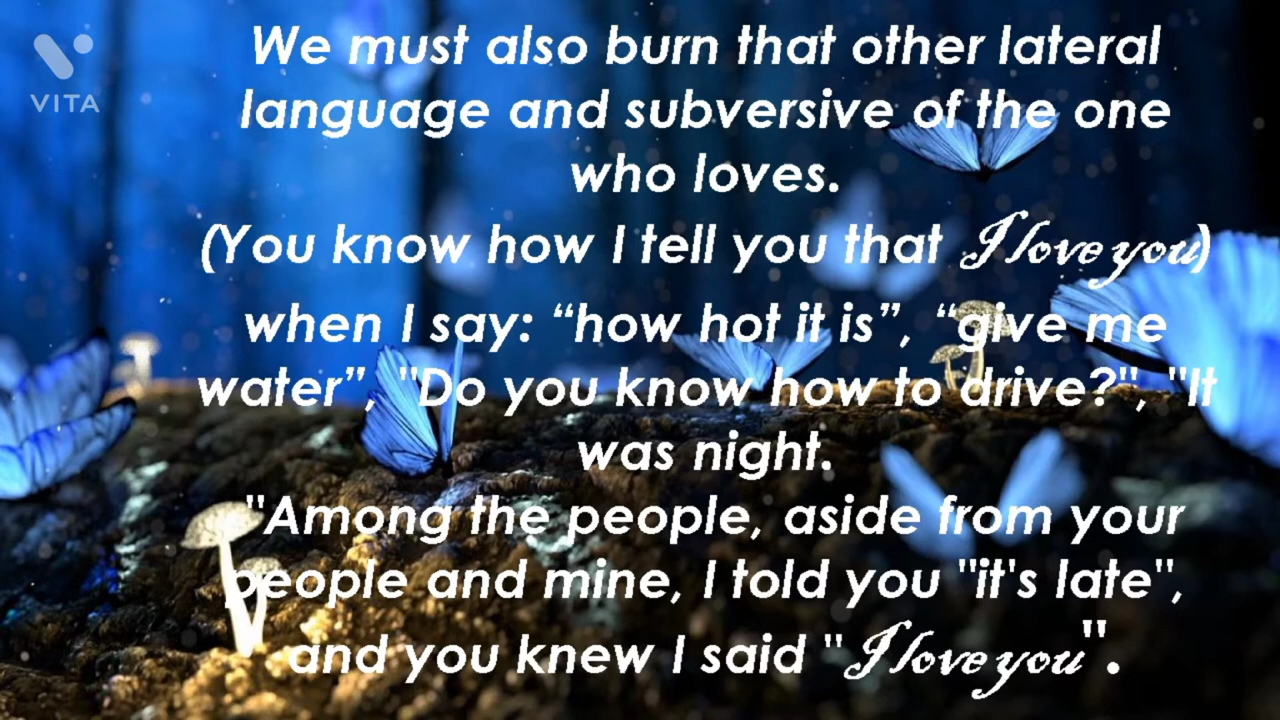 VITA
We must also burn that other lateral
language and subversive of the one
who loves.
(You know how I tell you that I love you)
when I say: “how hot it is”, “give me
water”, "Do you know how to drive?", "It
was night.
"Among the people, aside from your
people and mine, I told you "it's late",
and you knew I said "I love you".